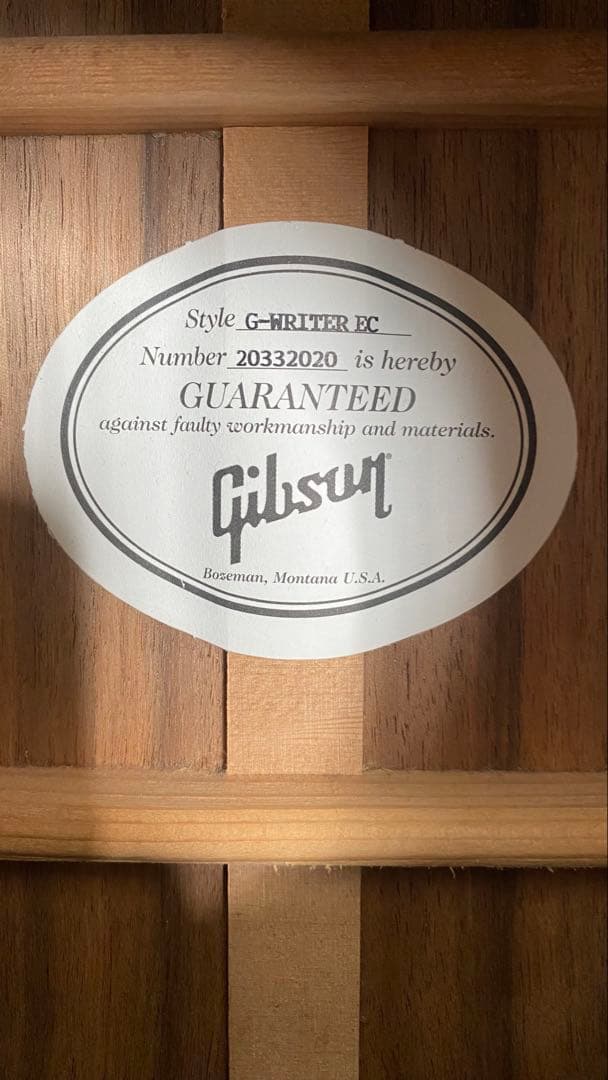 Style G-WRITER EC
Number 20332020 is hereby
GUARANTEED
against faulty workmanship and materials.
Gibson®
Bozeman, Montana U.S.A.